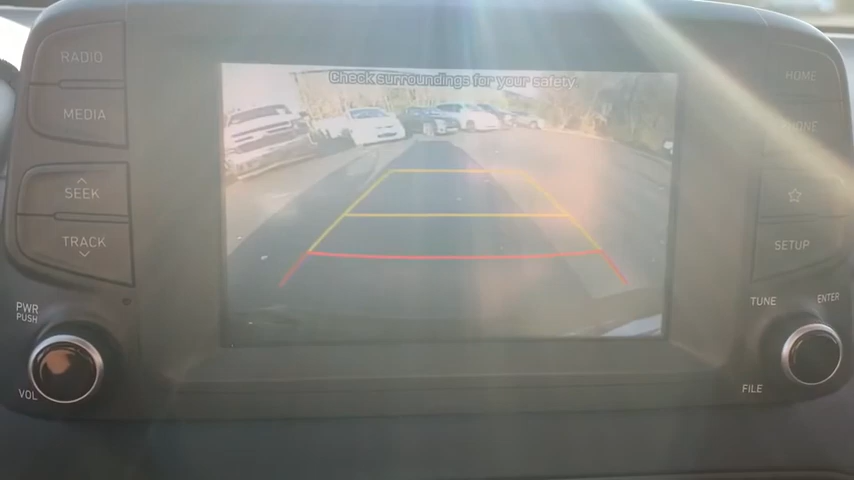 Check surroundings for your safety.
RADIO
MEDIA
SEEK
TRACK
PWR
PUSH
VOL
HOME
SETUP
TUNE
ENTER
FILE